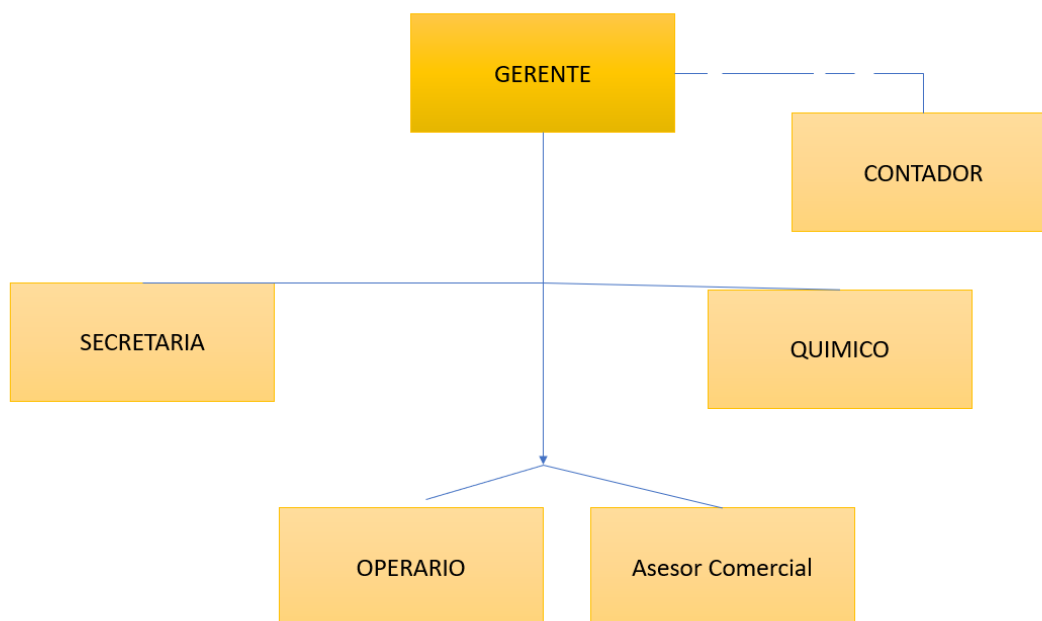 GERENTE
CONTADOR
SECRETARIA
QUIMICO
OPERARIO
Asesor Comercial